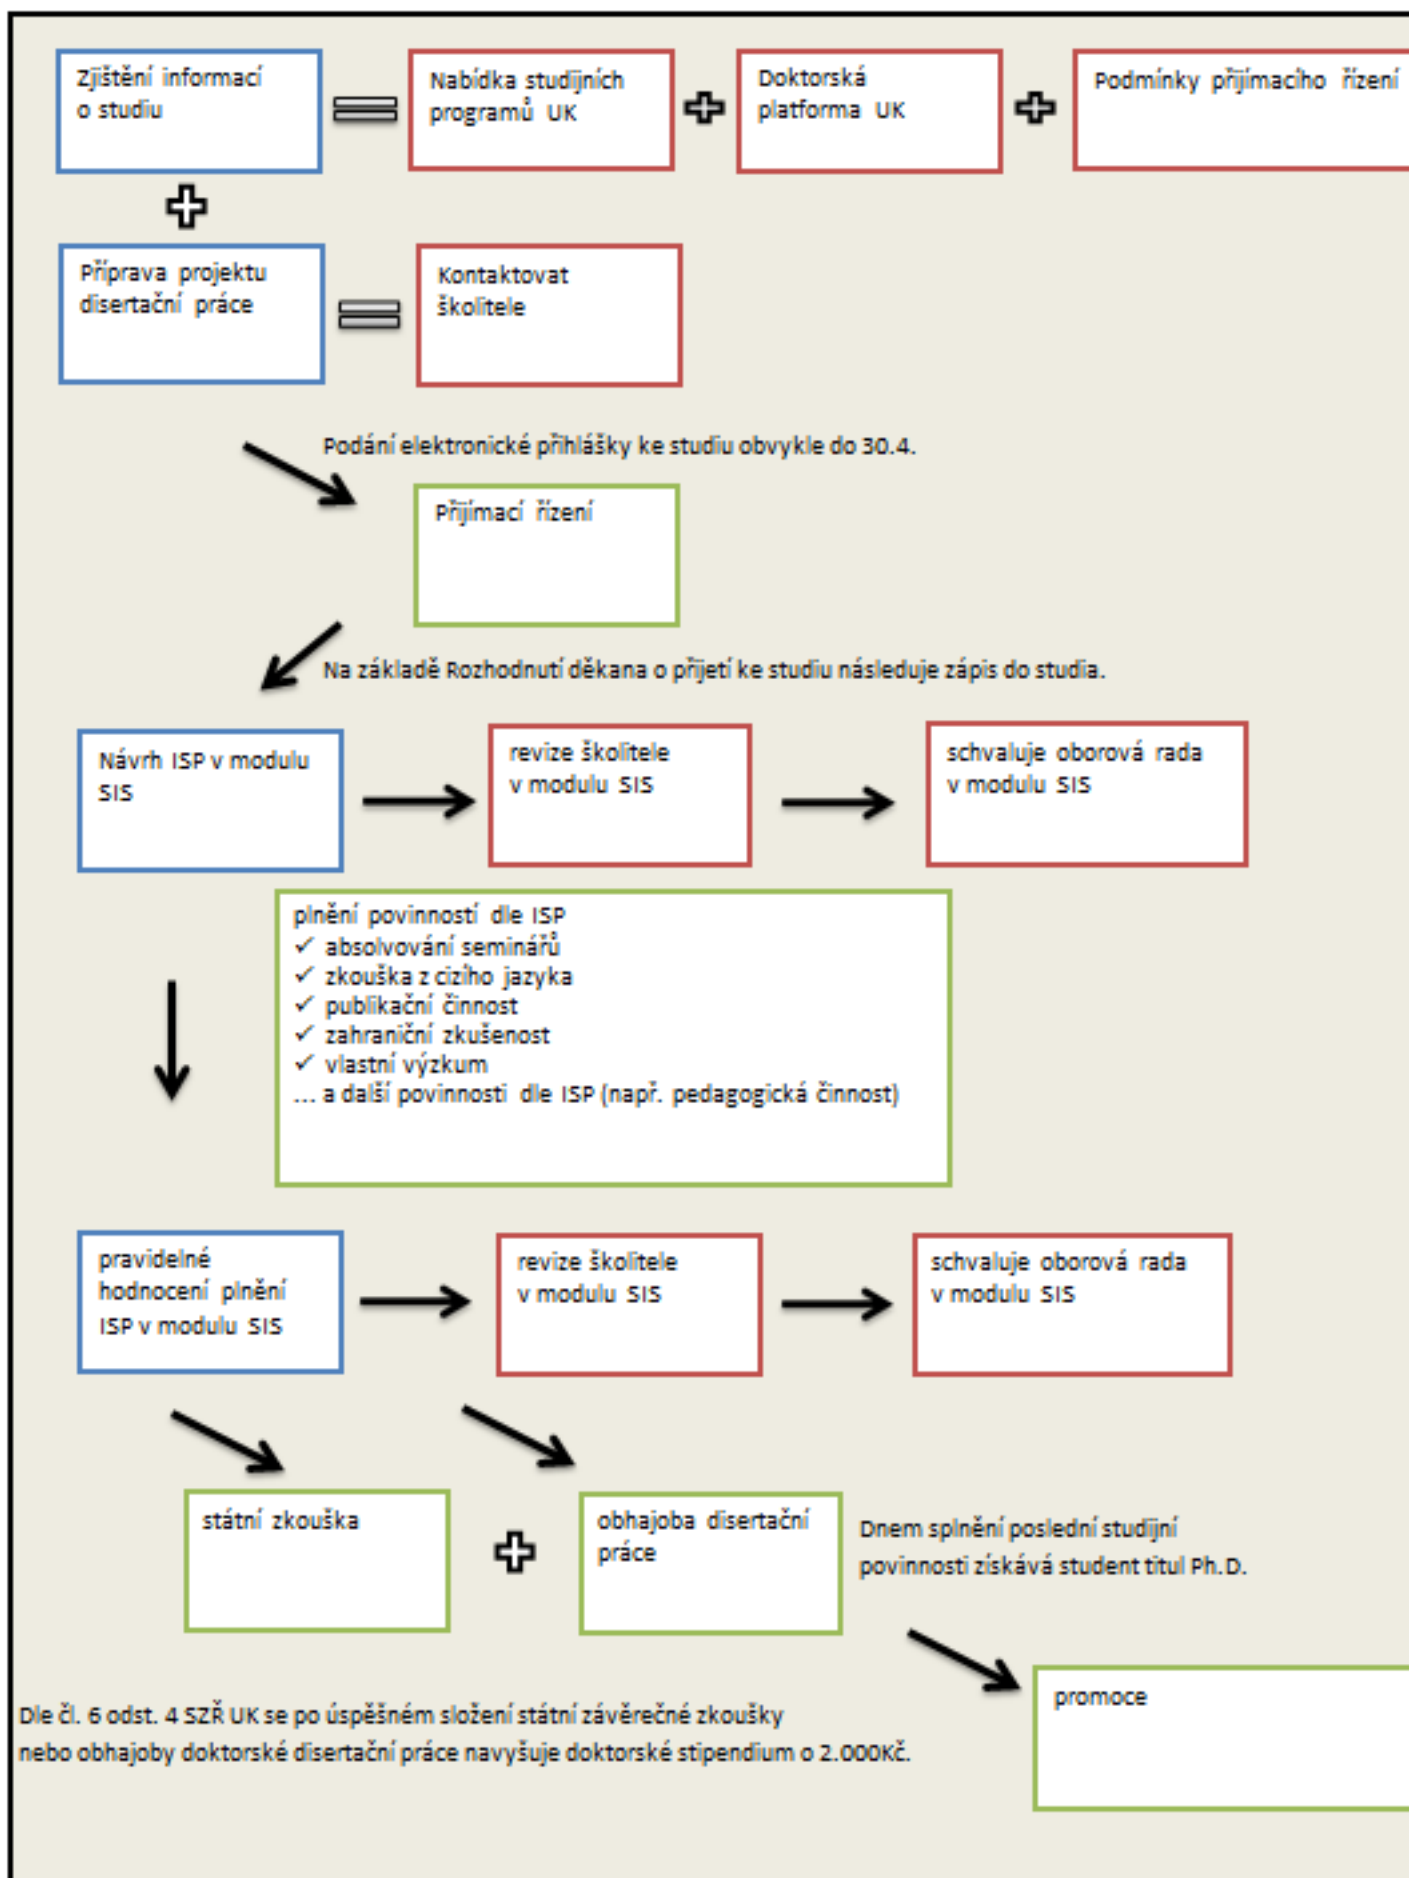 Zjištění informací
o studiu
Nabídka studijních
programů UK
Doktorská
platforma UK
Podmínky přijímacího řízení
Příprava projektu
disertační práce
Kontaktovat
školitele
Podání elektronické přihlášky ke studiu obvykle do 30.4.
Přijímací řízení
Na základě Rozhodnutí děkana o přijetí ke studiu následuje zápis do studia.
Návrh ISP v modulu
SIS
revize školitele
v modulu SIS
schvaluje oborová rada
v modulu SIS
plnění povinností dle ISP
✓ absolvování seminářů
✓ zkouška z cizího jazyka
✓ publikační činnost
✓ zahraniční zkušenost
✓ vlastní výzkum
... a další povinnosti dle ISP (např. pedagogická činnost)
pravidelné
hodnocení plnění
ISP v modulu SIS
revize školitele
v modulu SIS
schvaluje oborová rada
v modulu SIS
státní zkouška
obhajoba disertační
práce
Dnem splnění poslední studijní
povinnosti získává student titul Ph.D.
promoce
Dle čl. 6 odst. 4 SZŘ UK se po úspěšném složení státní závěrečné zkoušky
nebo obhajoby doktorské disertační práce navyšuje doktorské stipendium o 2.000Kč.